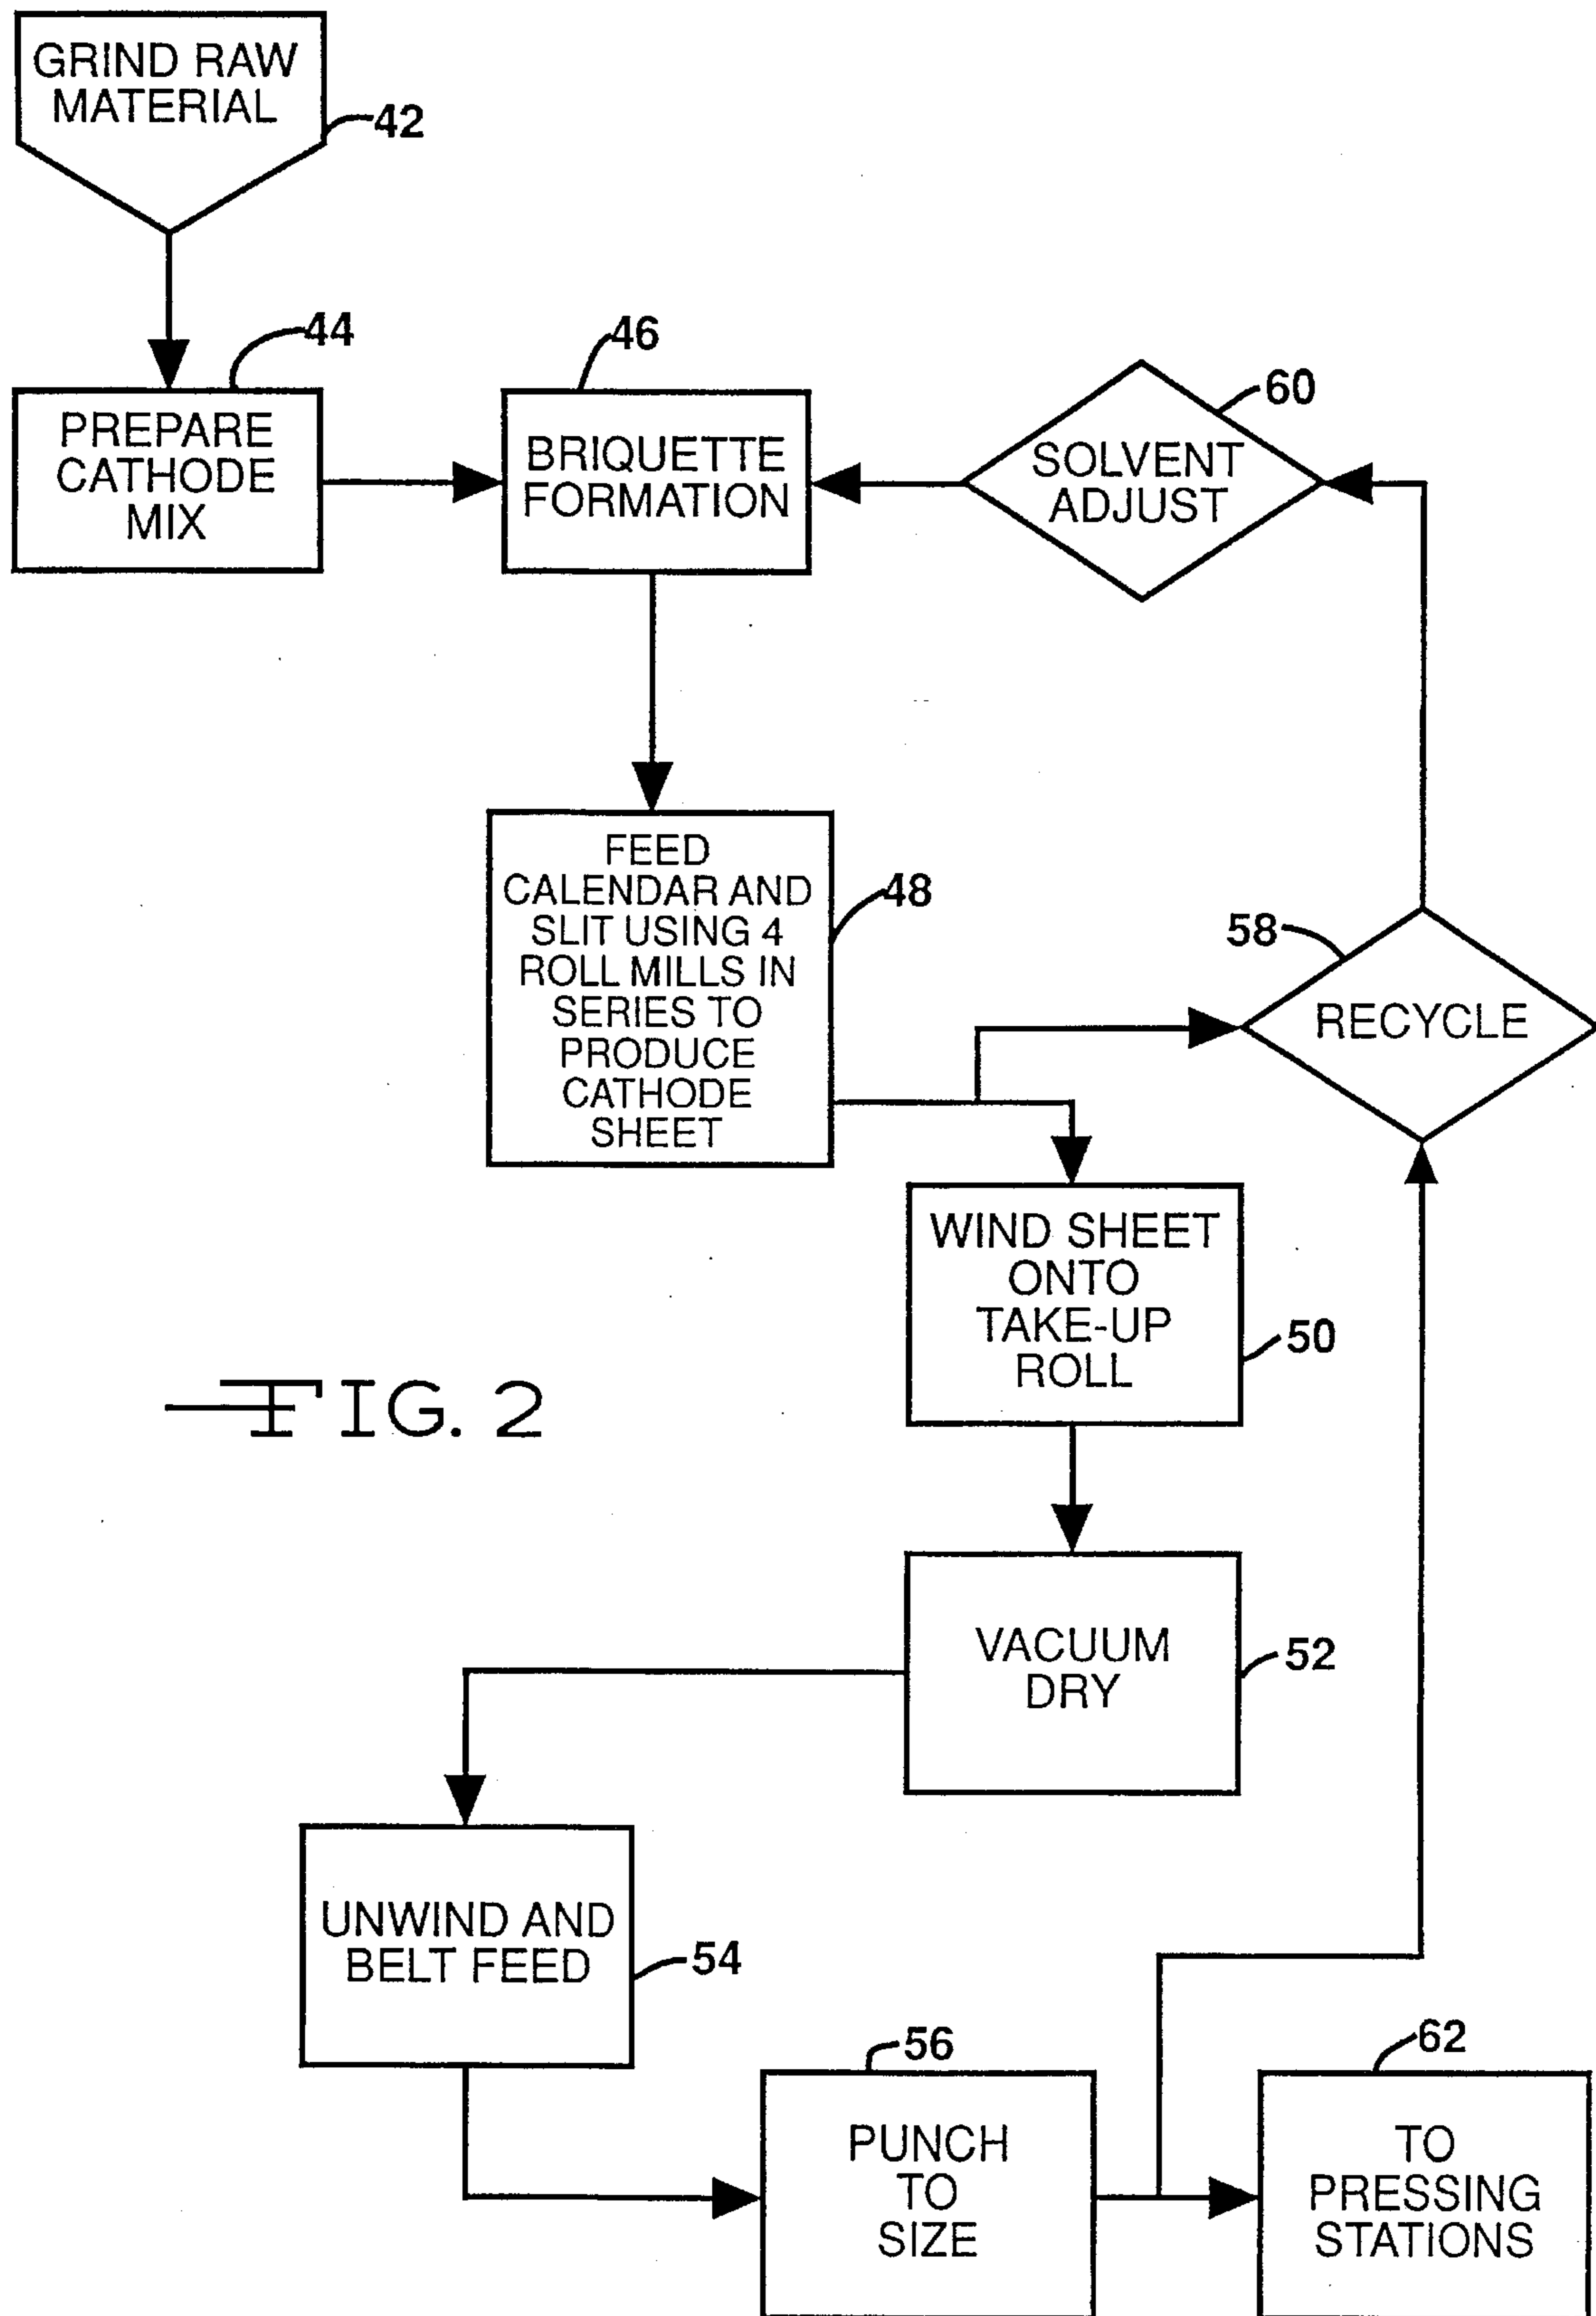 GRIND RAW
MATERIAL
42
44
PREPARE
CATHODE
MIX
46
BRIQUETTE
FORMATION
60
SOLVENT
ADJUST
FEED
CALENDAR AND
SLIT USING 4
ROLL MILLS IN
SERIES TO
PRODUCE
CATHODE
SHEET
48
58
RECYCLE
WIND SHEET
ONTO
TAKE-UP
ROLL
50
FIG. 2
VACUUM
DRY
52
UNWIND AND
BELT FEED
54
56
PUNCH
TO
SIZE
62
TO
PRESSING
STATIONS